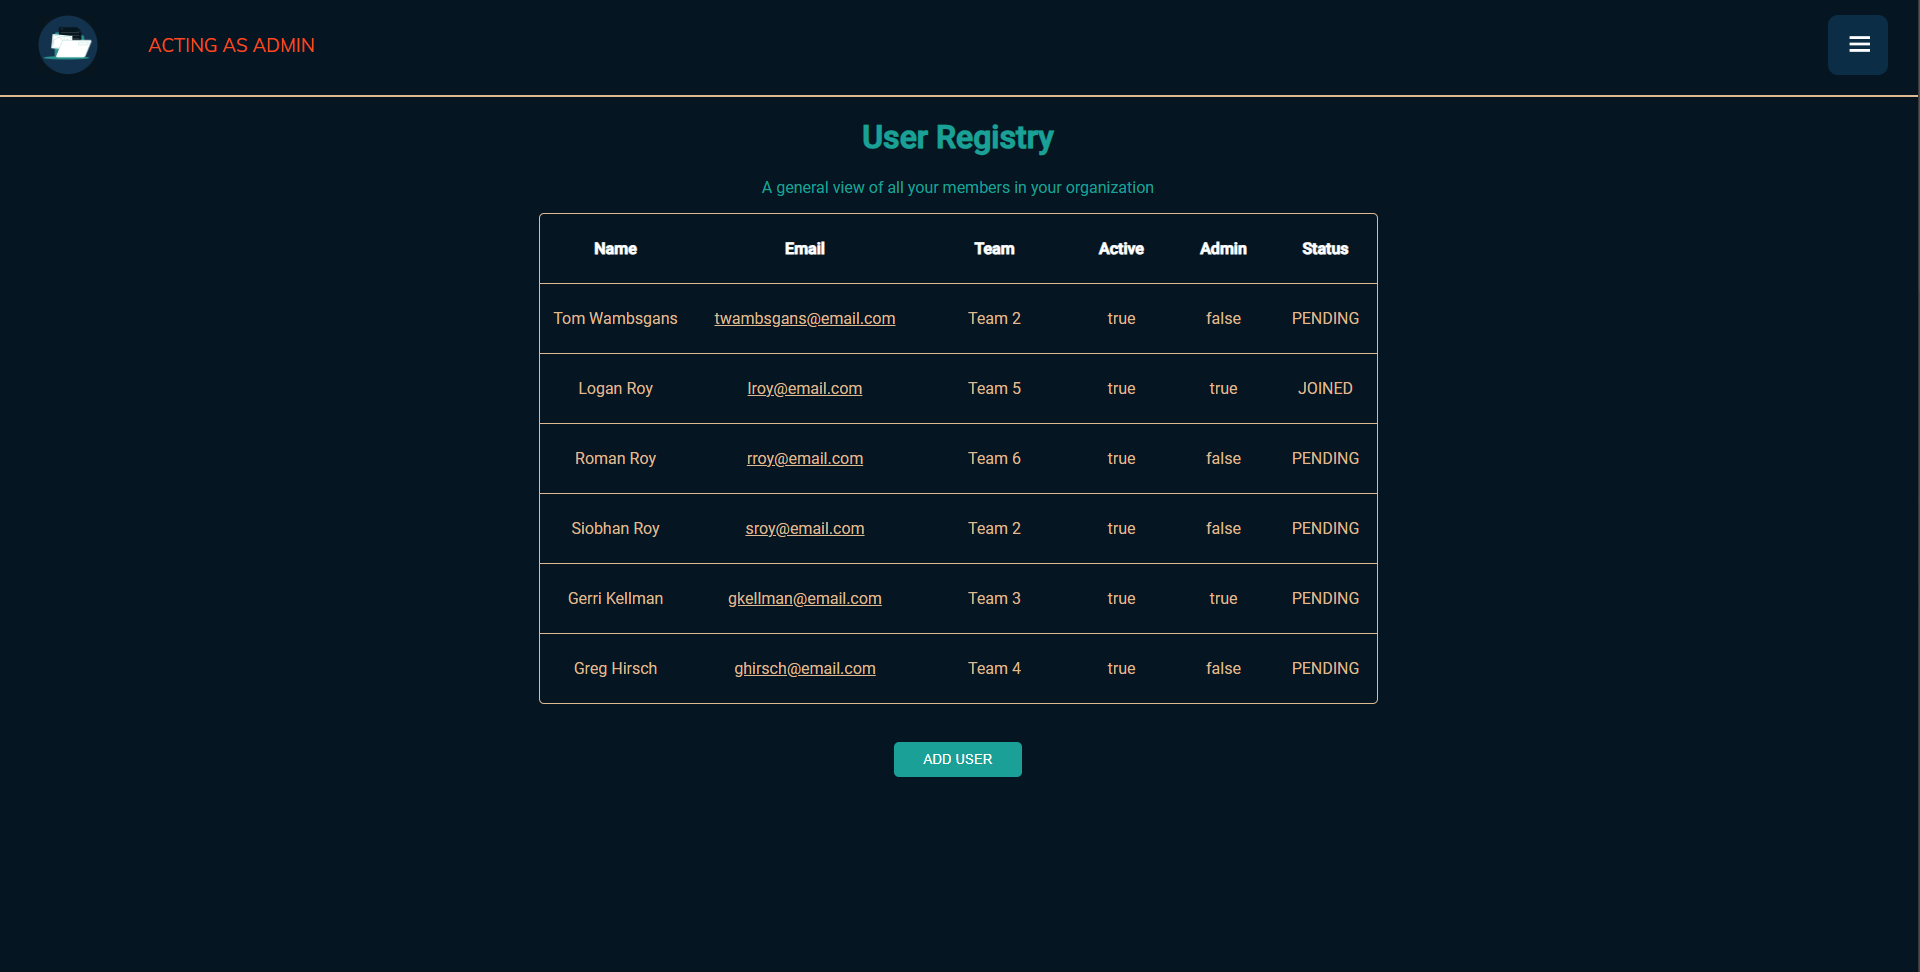 ACTING AS ADMIN
User Registry
A general view of all your members in your organization
Name Email Team Active Admin Status
Tom Wambsgans twambsgans@email.com Team 2 true false PENDING
Logan Roy lroy@email.com Team 5 true true JOINED
Roman Roy rroy@email.com Team 6 true false PENDING
Siobhan Roy sroy@email.com Team 2 true false PENDING
Gerri Kellman gkellman@email.com Team 3 true true PENDING
Greg Hirsch ghirsch@email.com Team 4 true false PENDING
ADD USER